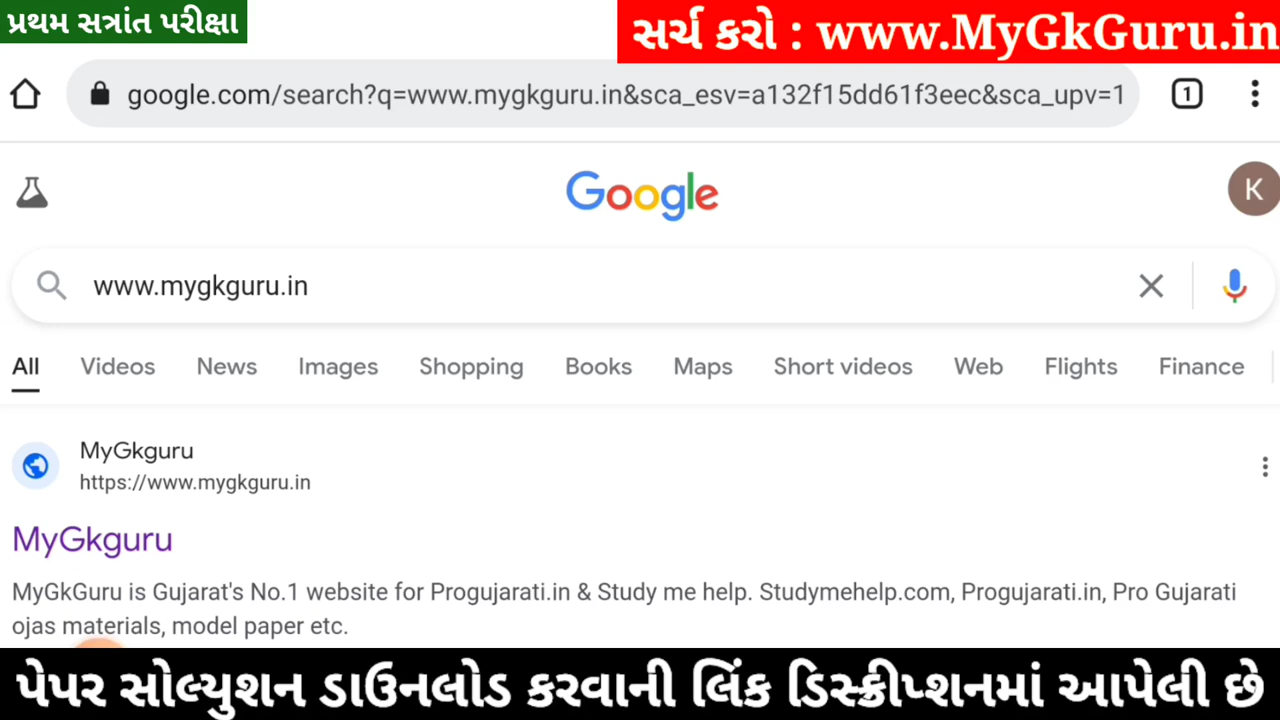 પ્રથમ સત્રાંત પરીક્ષા
સર્ચ કરો : www.MyGkGuru.in
google.com/search?q=www.mygkguru.in&sca_esv=a132f15dd61f3eec&sca_upv=1
1
Google
K
www.mygkguru.in
All Videos News Images Shopping Books Maps Short videos Web Flights Finance
MyGkguru
https://www.mygkguru.in
MyGkguru
MyGkGuru is Gujarat's No.1 website for Progujarati.in & Study me help. Studymehelp.com, Progujarati.in, Pro Gujarati
ojas materials, model paper etc.
પેપર સોલ્યુશન ડાઉનલોડ કરવાની લિંક ડિસ્ક્રીપ્શનમાં આપેલી છે